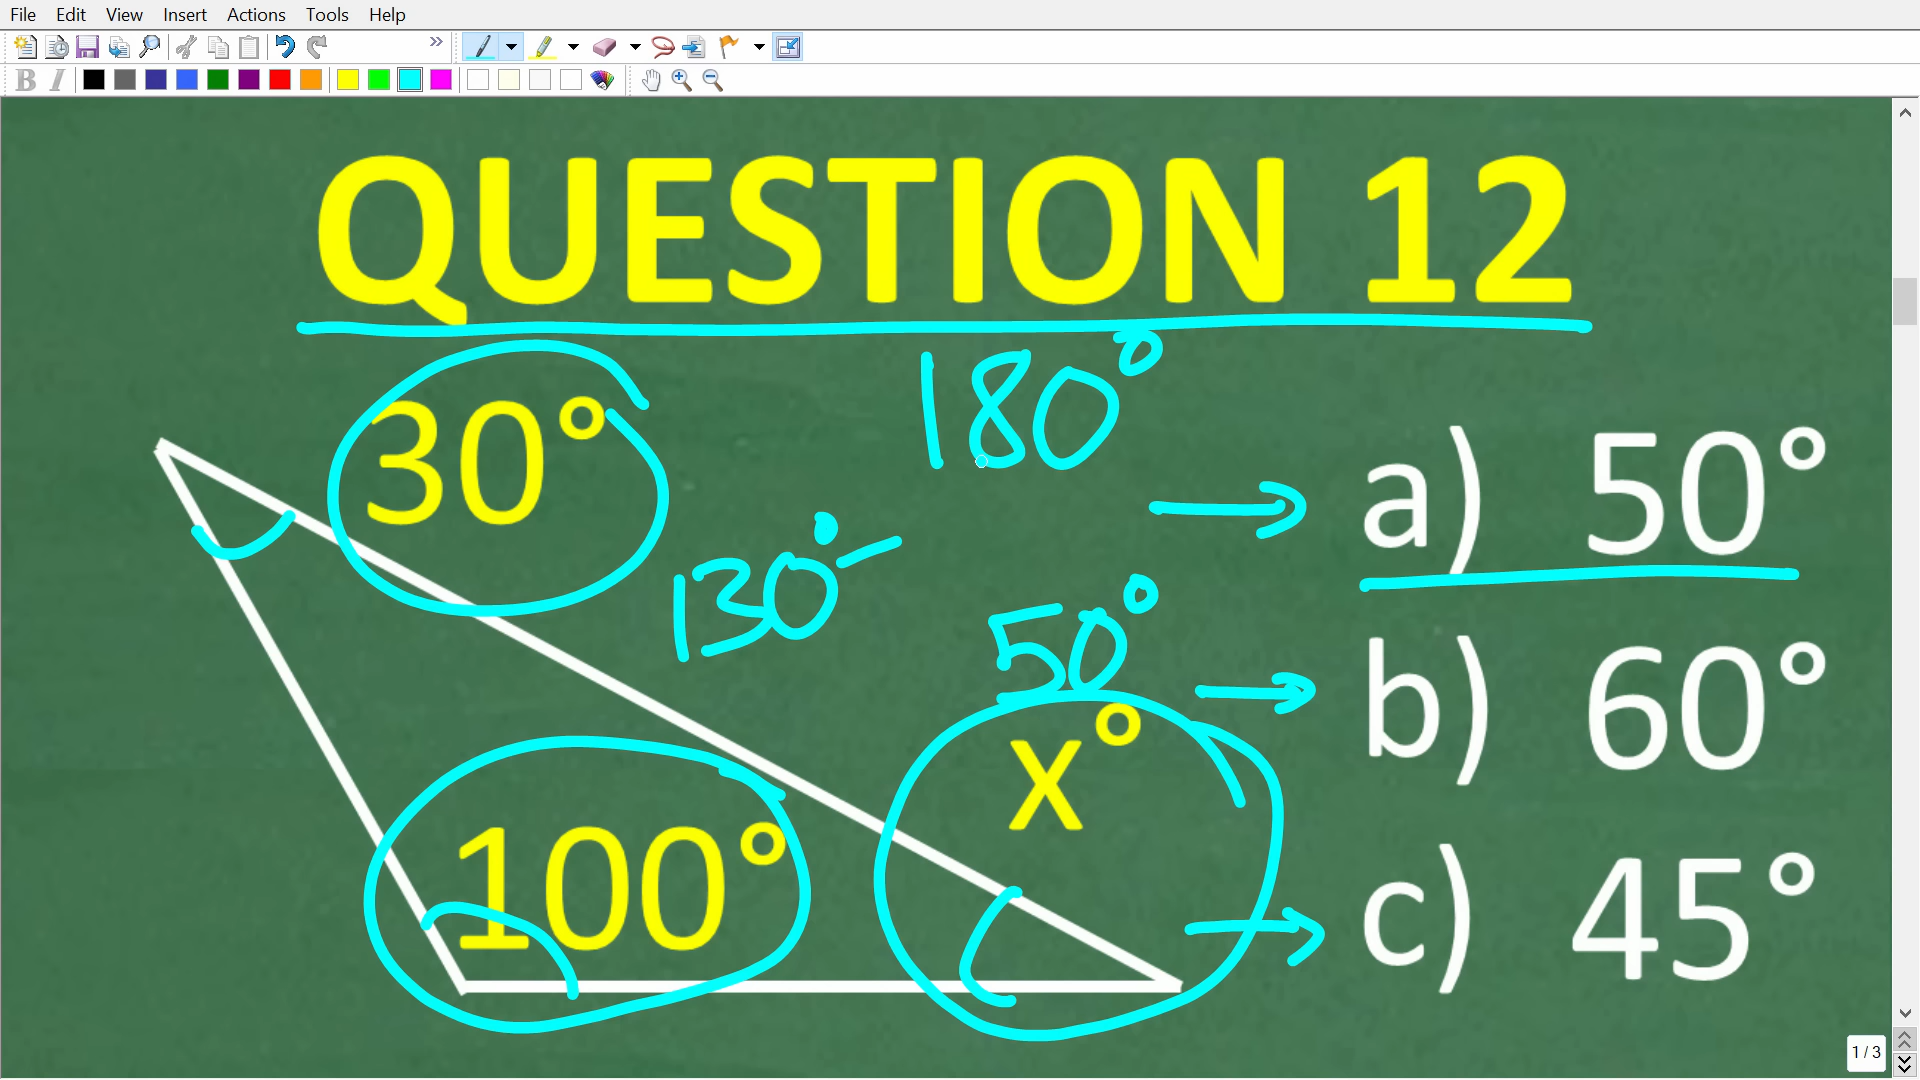 File Edit View Insert Actions Tools Help
B I
QUESTION 12
180°
30°
a) 50°
130°
50°
b) 60°
x°
100°
c) 45°
1 / 3